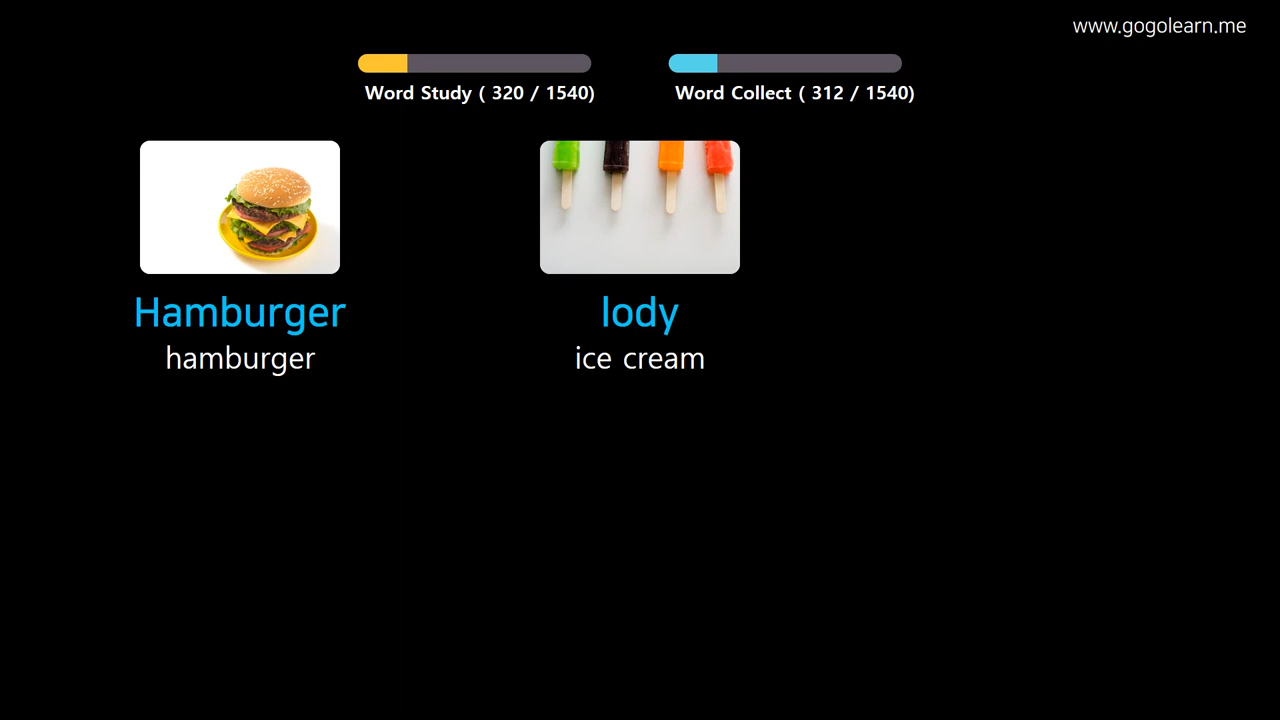 www.gogolearn.me
Word Study ( 320 / 1540)
Word Collect ( 312 / 1540)
Hamburger
hamburger
lody
ice cream